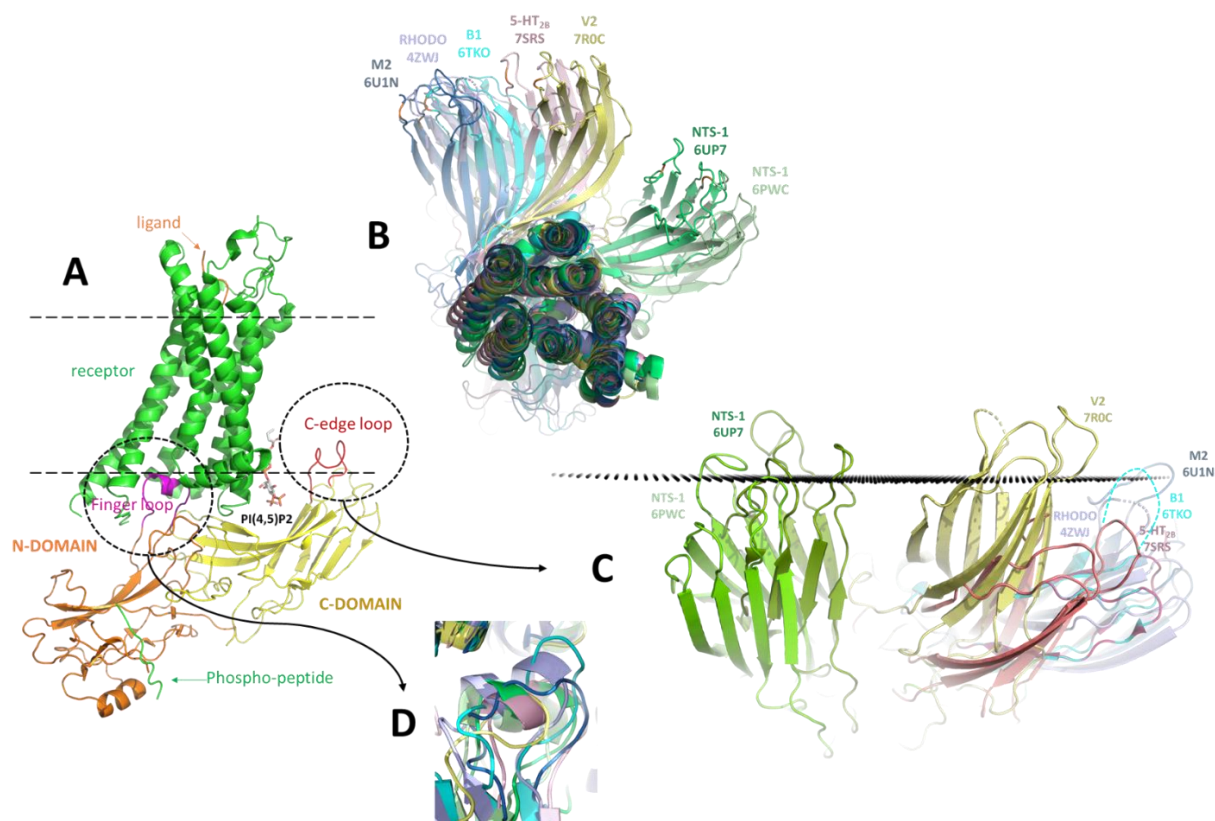 A
ligand
receptor
C-edge loop
Finger loop
PI(4,5)P2
N-DOMAIN
C-DOMAIN
Phospho-peptide
B
M2
6U1N
RHODO
4ZWJ
B1
6TKO
5-HT2B
7SRS
V2
7R0C
NTS-1
6UP7
NTS-1
6PWC
C
NTS-1
6UP7
NTS-1
6PWC
V2
7R0C
M2
6U1N
B1
6TKO
RHODO
4ZWJ
5-HT2B
7SRS
D